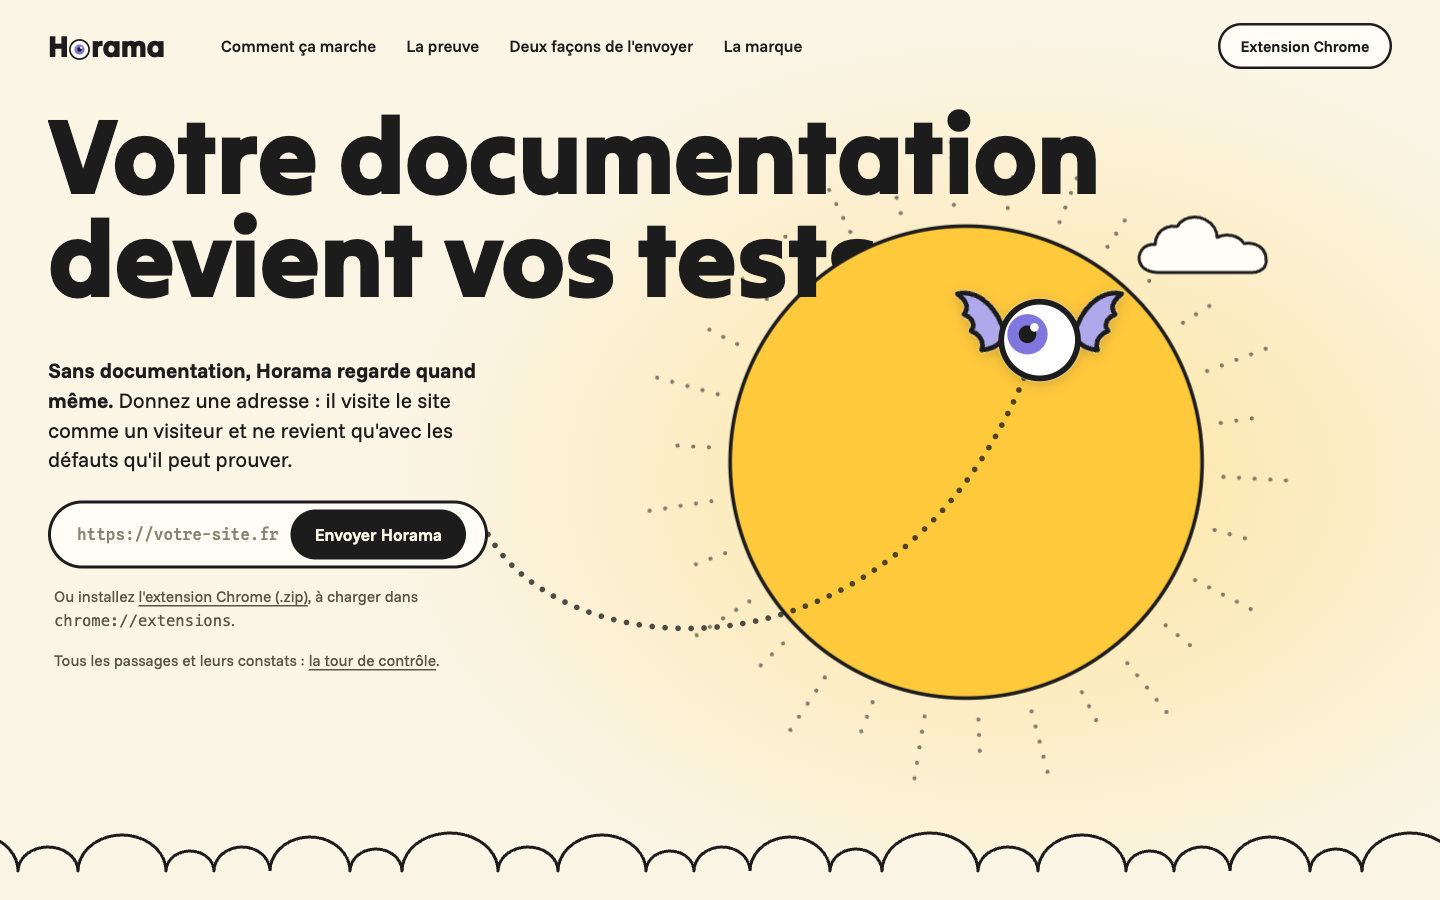 Horama
Comment ça marche
La preuve
Deux façons de l'envoyer
La marque
Extension Chrome
Votre documentation
devient vos tests
Sans documentation, Horama regarde quand
même. Donnez une adresse : il visite le site
comme un visiteur et ne revient qu'avec les
défauts qu'il peut prouver.
https://votre-site.fr
Envoyer Horama
Ou installez l'extension Chrome (.zip), à charger dans
chrome://extensions.
Tous les passages et leurs constats : la tour de contrôle.